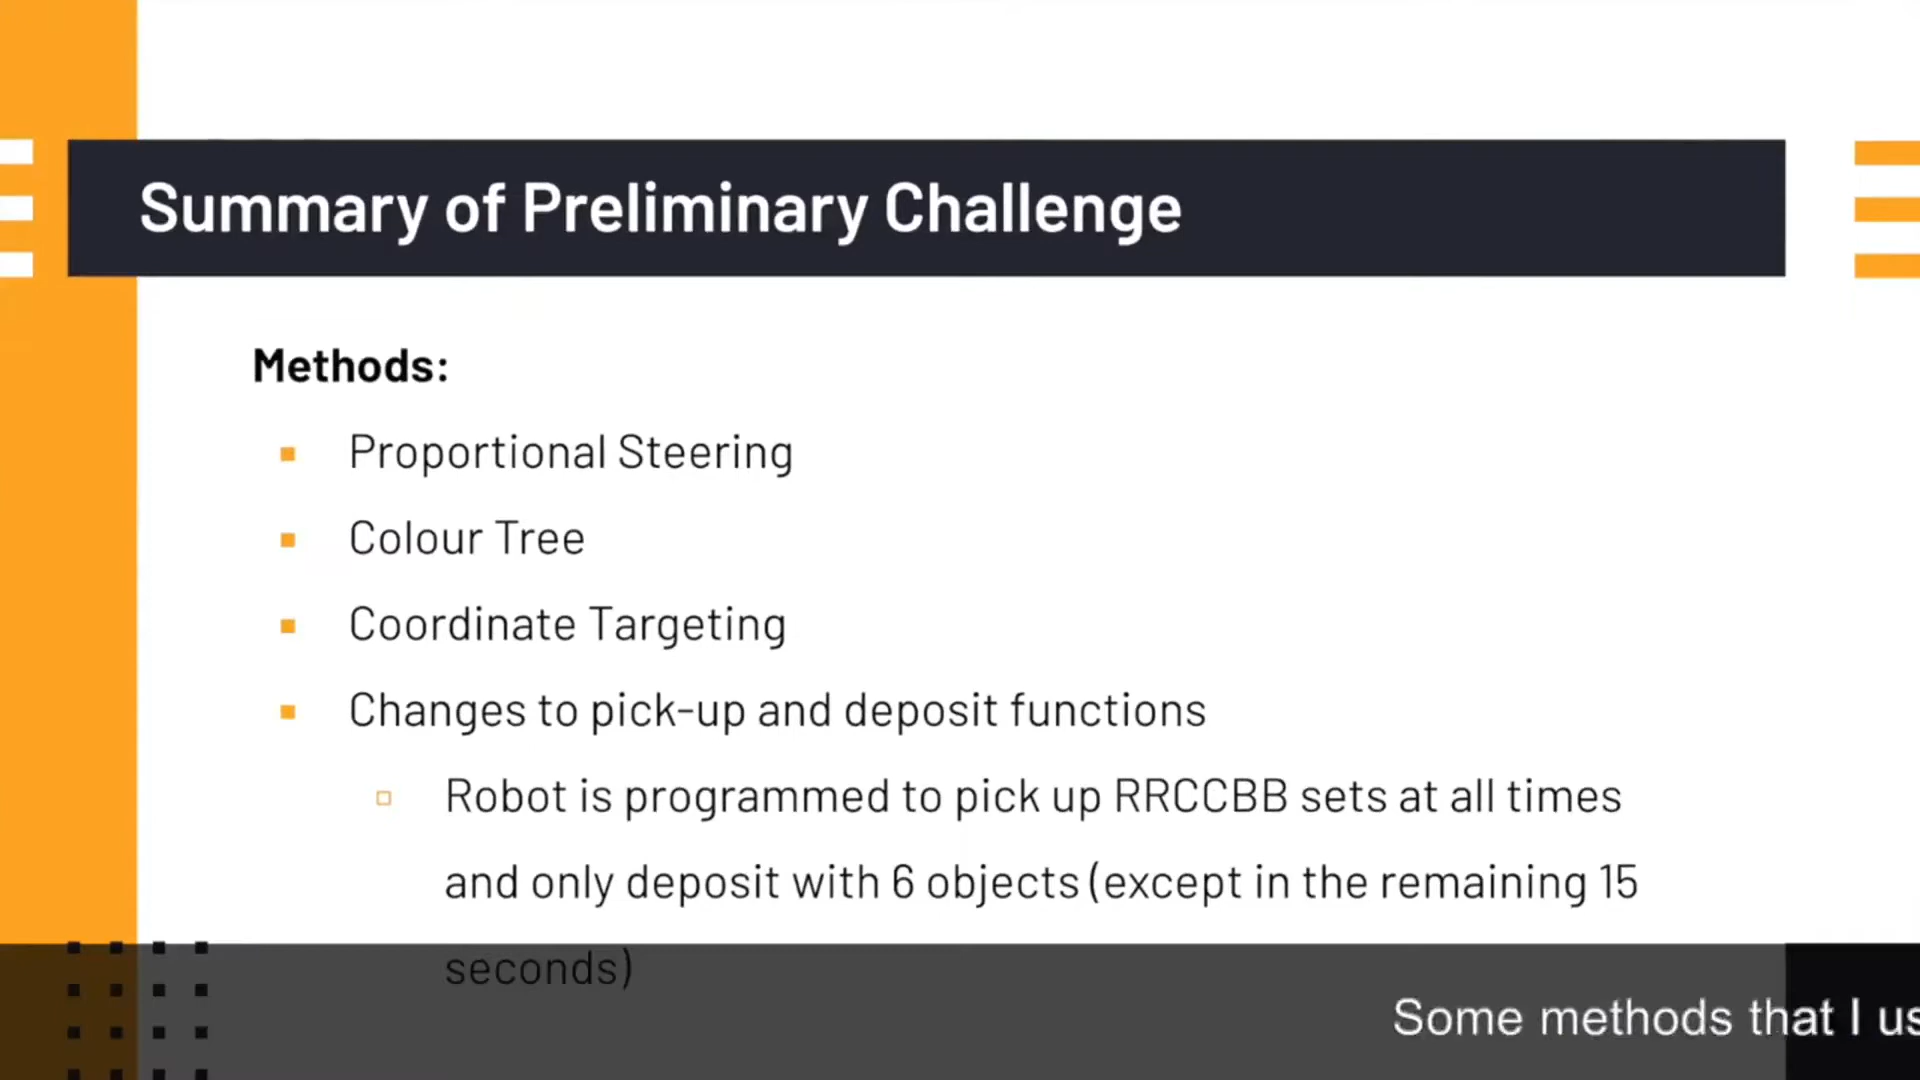 Summary of Preliminary Challenge
Methods:
Proportional Steering
Colour Tree
Coordinate Targeting
Changes to pick-up and deposit functions
Robot is programmed to pick up RRCCBB sets at all times
and only deposit with 6 objects (except in the remaining 15
seconds)
Some methods that I us